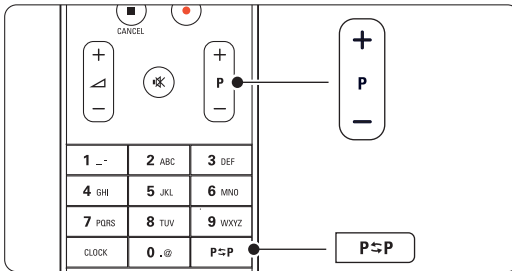 CANCEL
+ + +
P P
− − −
1 _- 2 ABC 3 DEF
4 GHI 5 JKL 6 MNO
7 PQRS 8 TUV 9 WXYZ
CLOCK 0 .@ P⇆P P⇆P